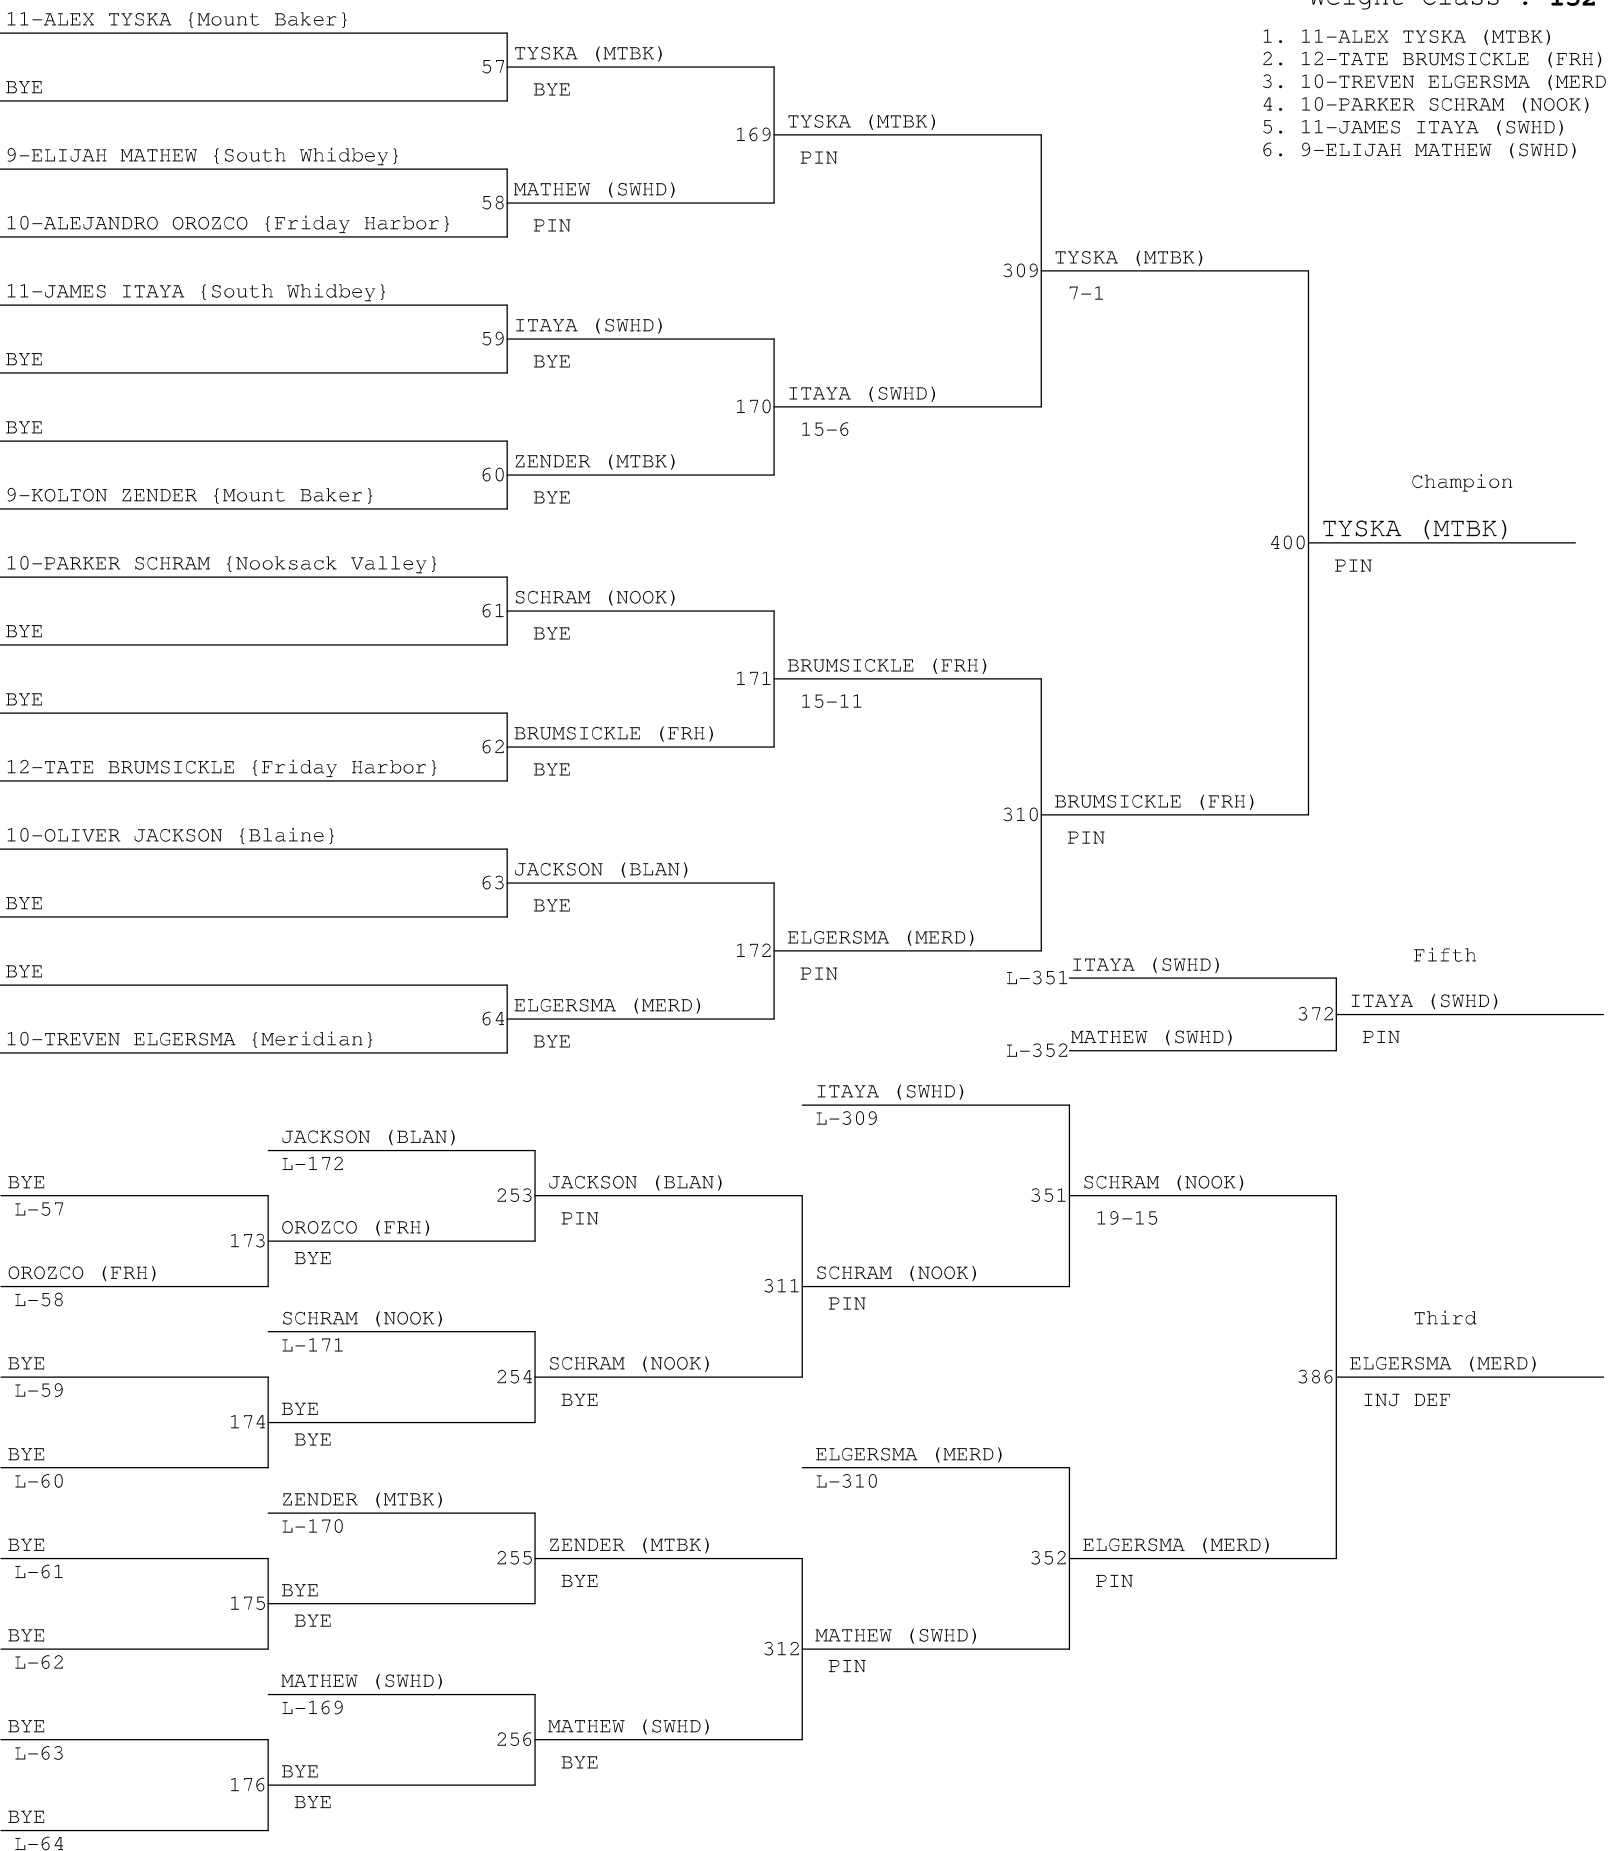 Weight Class : 152
11-ALEX TYSKA {Mount Baker}
1. 11-ALEX TYSKA (MTBK)
2. 12-TATE BRUMSICKLE (FRH)
3. 10-TREVEN ELGERSMA (MERD
4. 10-PARKER SCHRAM (NOOK)
5. 11-JAMES ITAYA (SWHD)
6. 9-ELIJAH MATHEW (SWHD)
57 TYSKA (MTBK)
BYE
BYE
169 TYSKA (MTBK)
PIN
9-ELIJAH MATHEW {South Whidbey}
58 MATHEW (SWHD)
PIN
10-ALEJANDRO OROZCO {Friday Harbor}
309 TYSKA (MTBK)
7-1
11-JAMES ITAYA {South Whidbey}
59 ITAYA (SWHD)
BYE
BYE
170 ITAYA (SWHD)
15-6
BYE
60 ZENDER (MTBK)
BYE
9-KOLTON ZENDER {Mount Baker}
Champion
400 TYSKA (MTBK)
PIN
10-PARKER SCHRAM {Nooksack Valley}
61 SCHRAM (NOOK)
BYE
BYE
171 BRUMSICKLE (FRH)
15-11
BYE
62 BRUMSICKLE (FRH)
BYE
12-TATE BRUMSICKLE {Friday Harbor}
310 BRUMSICKLE (FRH)
PIN
10-OLIVER JACKSON {Blaine}
63 JACKSON (BLAN)
BYE
BYE
172 ELGERSMA (MERD)
PIN
BYE
64 ELGERSMA (MERD)
BYE
10-TREVEN ELGERSMA {Meridian}
Fifth
L-351 ITAYA (SWHD)
372 ITAYA (SWHD)
PIN
L-352 MATHEW (SWHD)
ITAYA (SWHD)
L-309
JACKSON (BLAN)
L-172
BYE
L-57
253 JACKSON (BLAN)
PIN
351 SCHRAM (NOOK)
19-15
173 OROZCO (FRH)
BYE
OROZCO (FRH)
L-58
311 SCHRAM (NOOK)
PIN
SCHRAM (NOOK)
L-171
Third
BYE
L-59
254 SCHRAM (NOOK)
BYE
386 ELGERSMA (MERD)
INJ DEF
174 BYE
BYE
BYE
L-60
ELGERSMA (MERD)
L-310
ZENDER (MTBK)
L-170
BYE
L-61
255 ZENDER (MTBK)
BYE
352 ELGERSMA (MERD)
PIN
175 BYE
BYE
BYE
L-62
312 MATHEW (SWHD)
PIN
MATHEW (SWHD)
L-169
BYE
L-63
256 MATHEW (SWHD)
BYE
176 BYE
BYE
BYE
L-64